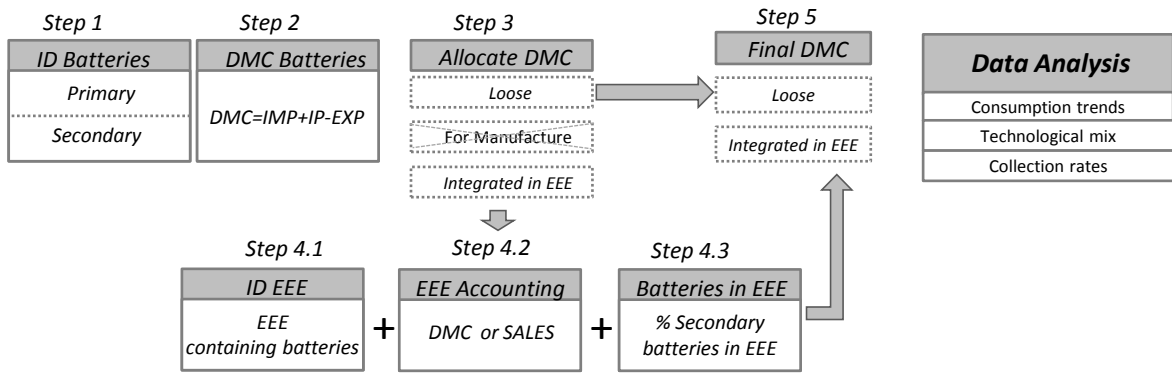 Step 1
Step 2
Step 3
Step 5
ID Batteries
Primary
Secondary
DMC Batteries
DMC=IMP+IP-EXP
Allocate DMC
Loose
For Manufacture
Integrated in EEE
Final DMC
Loose
Integrated in EEE
Data Analysis
Consumption trends
Technological mix
Collection rates
Step 4.1
Step 4.2
Step 4.3
ID EEE
EEE
containing batteries
+
EEE Accounting
DMC or SALES
+
Batteries in EEE
% Secondary
batteries in EEE